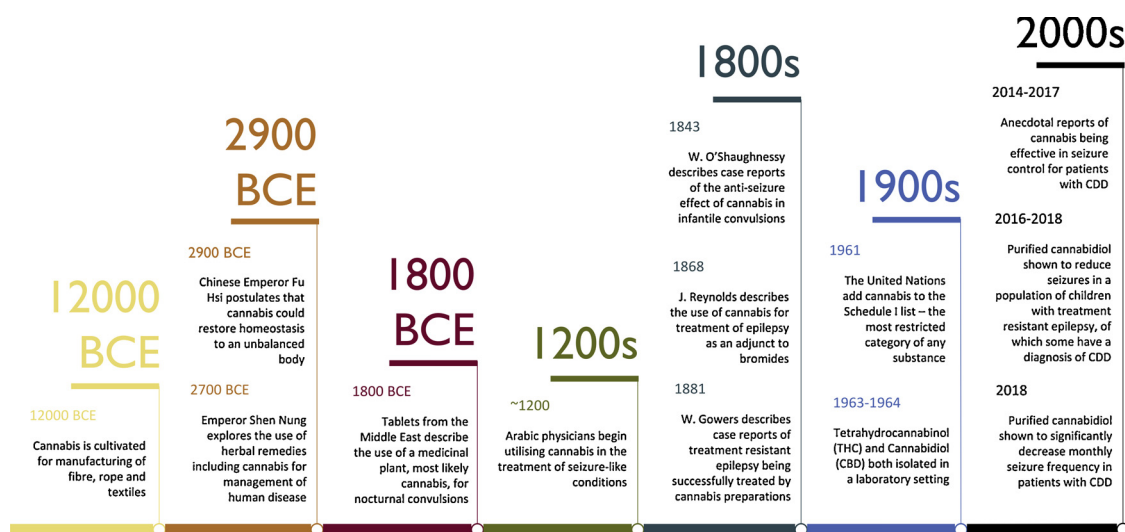 12000
BCE
12000 BCE
Cannabis is cultivated
for manufacturing of
fibre, rope and
textiles
2900
BCE
2900 BCE
Chinese Emperor Fu
Hsi postulates that
cannabis could
restore homeostasis
to an unbalanced
body
2700 BCE
Emperor Shen Nung
explores the use of
herbal remedies
including cannabis for
management of
human disease
1800
BCE
1800 BCE
Tablets from the
Middle East describe
the use of a medicinal
plant, most likely
cannabis, for
nocturnal convulsions
1200s
~1200
Arabic physicians begin
utilising cannabis in the
treatment of seizure-like
conditions
1800s
1843
W. O’Shaughnessy
describes case reports
of the anti-seizure
effect of cannabis in
infantile convulsions
1868
J. Reynolds describes
the use of cannabis for
treatment of epilepsy
as an adjunct to
bromides
1881
W. Gowers describes
case reports of
treatment resistant
epilepsy being
successfully treated by
cannabis preparations
1900s
1961
The United Nations
add cannabis to the
Schedule I list – the
most restricted
category of any
substance
1963-1964
Tetrahydrocannabinol
(THC) and Cannabidiol
(CBD) both isolated in
a laboratory setting
2000s
2014-2017
Anecdotal reports of
cannabis being
effective in seizure
control for patients
with CDD
2016-2018
Purified cannabidiol
shown to reduce
seizures in a
population of children
with treatment
resistant epilepsy, of
which some have a
diagnosis of CDD
2018
Purified cannabidiol
shown to significantly
decrease monthly
seizure frequency in
patients with CDD